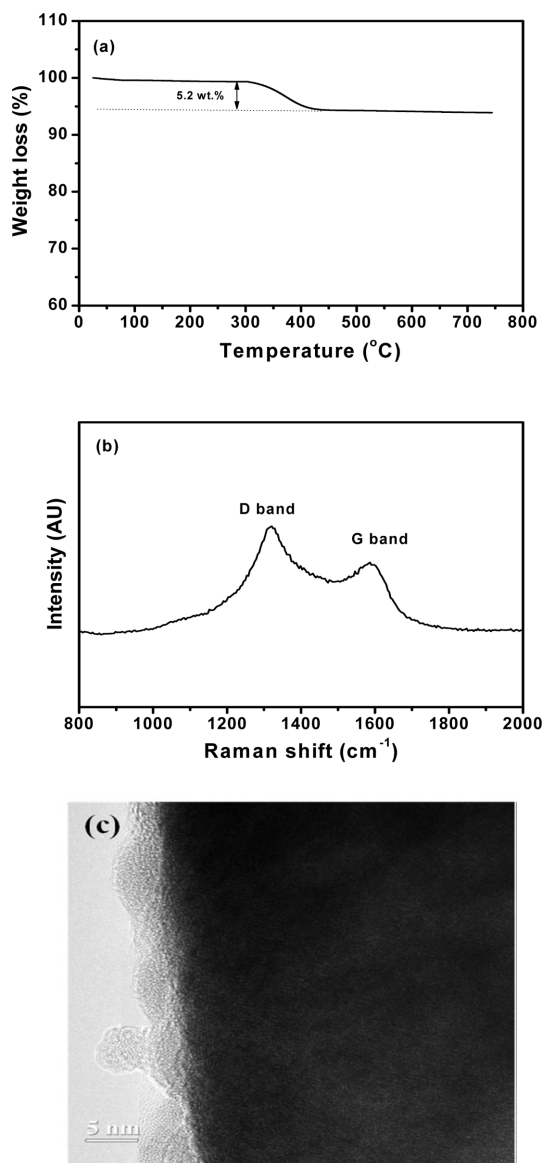 (a)
110
100
90
80
70
60
5.2 wt.%
Weight loss (%)
0 100 200 300 400 500 600 700 800
Temperature (°C)
(b)
D band
G band
Intensity (AU)
800 1000 1200 1400 1600 1800 2000
Raman shift (cm⁻¹)
(c)
5 nm